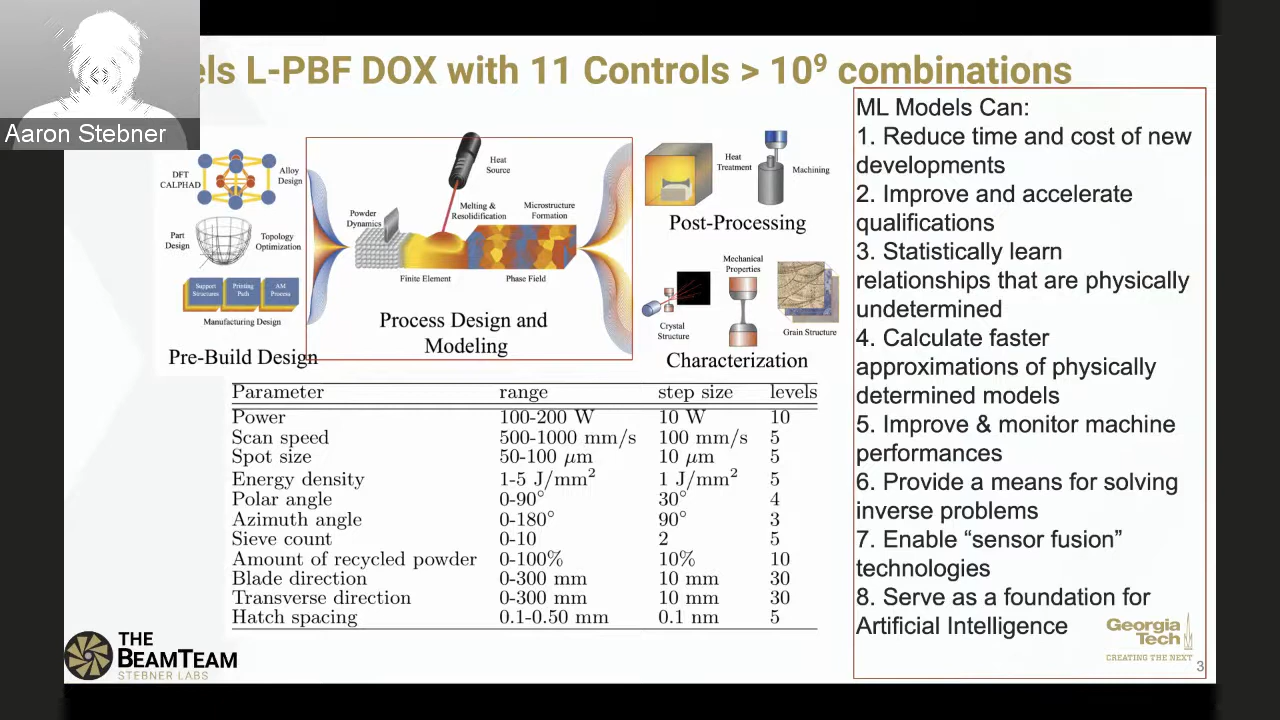 Aaron Stebner
els L-PBF DOX with 11 Controls > 10⁹ combinations
DFT
CALPHAD
Alloy
Design
Part
Design
Topology
Optimization
Support
Structures
Printing
Path
AM
Process
Manufacturing Design
Pre-Build Design
Heat
Source
Powder
Dynamics
Melting &
Resolidification
Microstructure
Formation
Finite Element
Phase Field
Process Design and
Modeling
Heat
Treatment
Machining
Post-Processing
Mechanical
Properties
Crystal
Structure
Grain Structure
Characterization
Parameter range step size levels
Power 100-200 W 10 W 10
Scan speed 500-1000 mm/s 100 mm/s 5
Spot size 50-100 μm 10 μm 5
Energy density 1-5 J/mm² 1 J/mm² 5
Polar angle 0-90° 30° 4
Azimuth angle 0-180° 90° 3
Sieve count 0-10 2 5
Amount of recycled powder 0-100% 10% 10
Blade direction 0-300 mm 10 mm 30
Transverse direction 0-300 mm 10 mm 30
Hatch spacing 0.1-0.50 mm 0.1 nm 5
ML Models Can:
1. Reduce time and cost of new
developments
2. Improve and accelerate
qualifications
3. Statistically learn
relationships that are physically
undetermined
4. Calculate faster
approximations of physically
determined models
5. Improve & monitor machine
performances
6. Provide a means for solving
inverse problems
7. Enable “sensor fusion”
technologies
8. Serve as a foundation for
Artificial Intelligence
THE
BEAMTEAM
STEBNER LABS
Georgia
Tech
CREATING THE NEXT
3